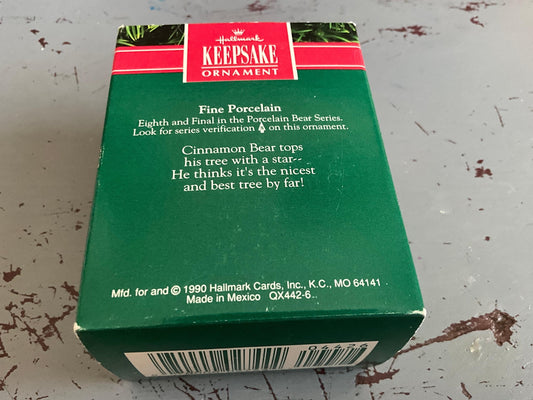 Hallmark
KEEPSAKE
ORNAMENT
Fine Porcelain
Eighth and Final in the Porcelain Bear Series.
Look for series verification on this ornament.
Cinnamon Bear tops
his tree with a star--
He thinks it's the nicest
and best tree by far!
Mfd. for and © 1990 Hallmark Cards, Inc., K.C., MO 64141
Made in Mexico QX442-6